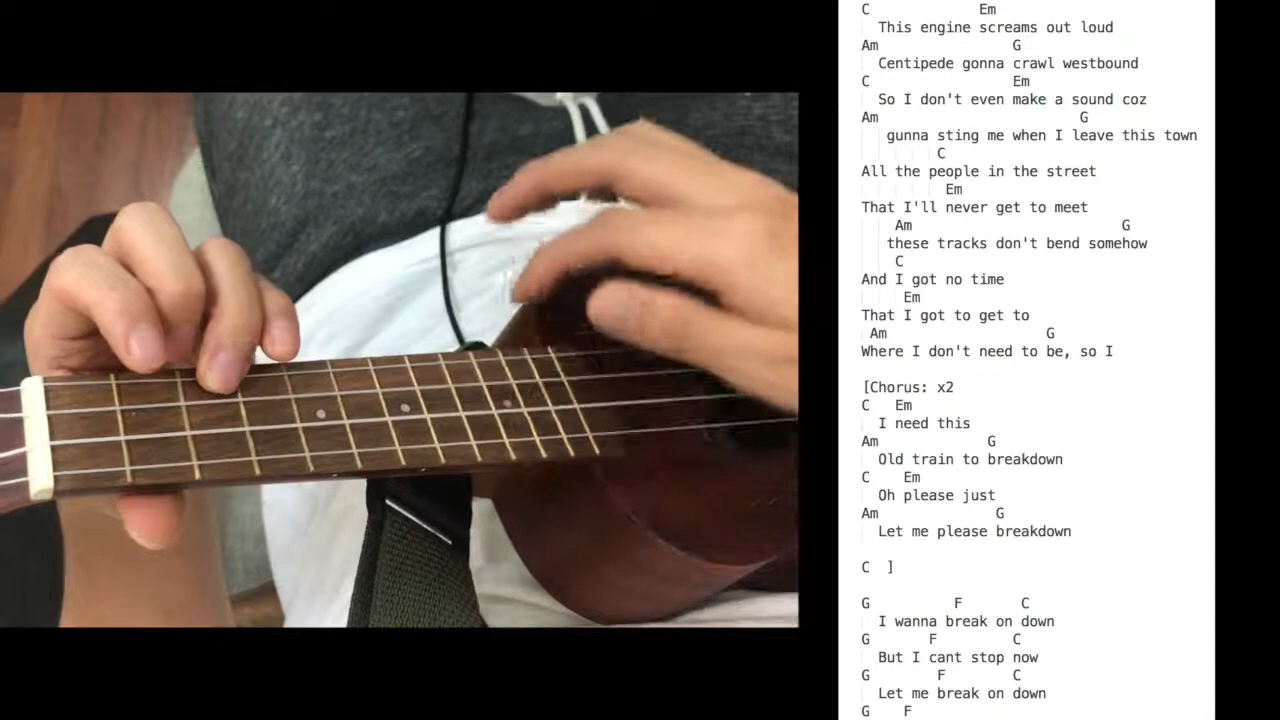 C Em
This engine screams out loud
Am G
Centipede gonna crawl westbound
C Em
So I don't even make a sound coz
Am G
gunna sting me when I leave this town
C
All the people in the street
Em
That I'll never get to meet
Am G
these tracks don't bend somehow
C
And I got no time
Em
That I got to get to
Am G
Where I don't need to be, so I
[Chorus: x2
C Em
I need this
Am G
Old train to breakdown
C Em
Oh please just
Am G
Let me please breakdown
C ]
G F C
I wanna break on down
G F C
But I cant stop now
G F C
Let me break on down
G F